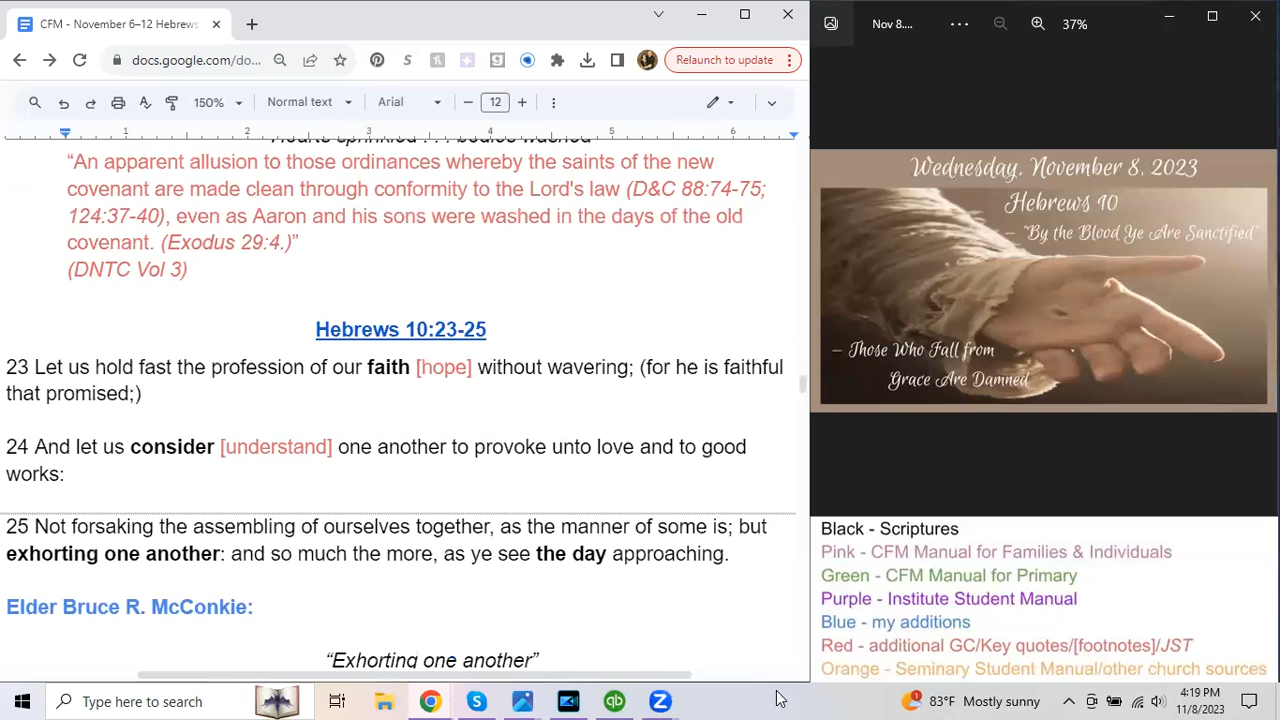 CFM – November 6–12 Hebrews
docs.google.com/do...
Relaunch to update
150%
Normal text
Arial
12
1 2 3 4 5 6
Hearts sprinkled . . . bodies washed
“An apparent allusion to those ordinances whereby the saints of the new
covenant are made clean through conformity to the Lord's law (D&C 88:74-75;
124:37-40), even as Aaron and his sons were washed in the days of the old
covenant. (Exodus 29:4.)”
(DNTC Vol 3)
Hebrews 10:23-25
23 Let us hold fast the profession of our faith [hope] without wavering; (for he is faithful
that promised;)
24 And let us consider [understand] one another to provoke unto love and to good
works:
25 Not forsaking the assembling of ourselves together, as the manner of some is; but
exhorting one another: and so much the more, as ye see the day approaching.
Elder Bruce R. McConkie:
“Exhorting one another”
Nov 8....
37%
Wednesday, November 8, 2023
Hebrews 10
– “By the Blood Ye Are Sanctified”
– Those Who Fall from
Grace Are Damned
Black - Scriptures
Pink - CFM Manual for Families & Individuals
Green - CFM Manual for Primary
Purple - Institute Student Manual
Blue - my additions
Red - additional GC/Key quotes/[footnotes]/JST
Orange - Seminary Student Manual/other church sources
Type here to search
83°F Mostly sunny
4:19 PM
11/8/2023